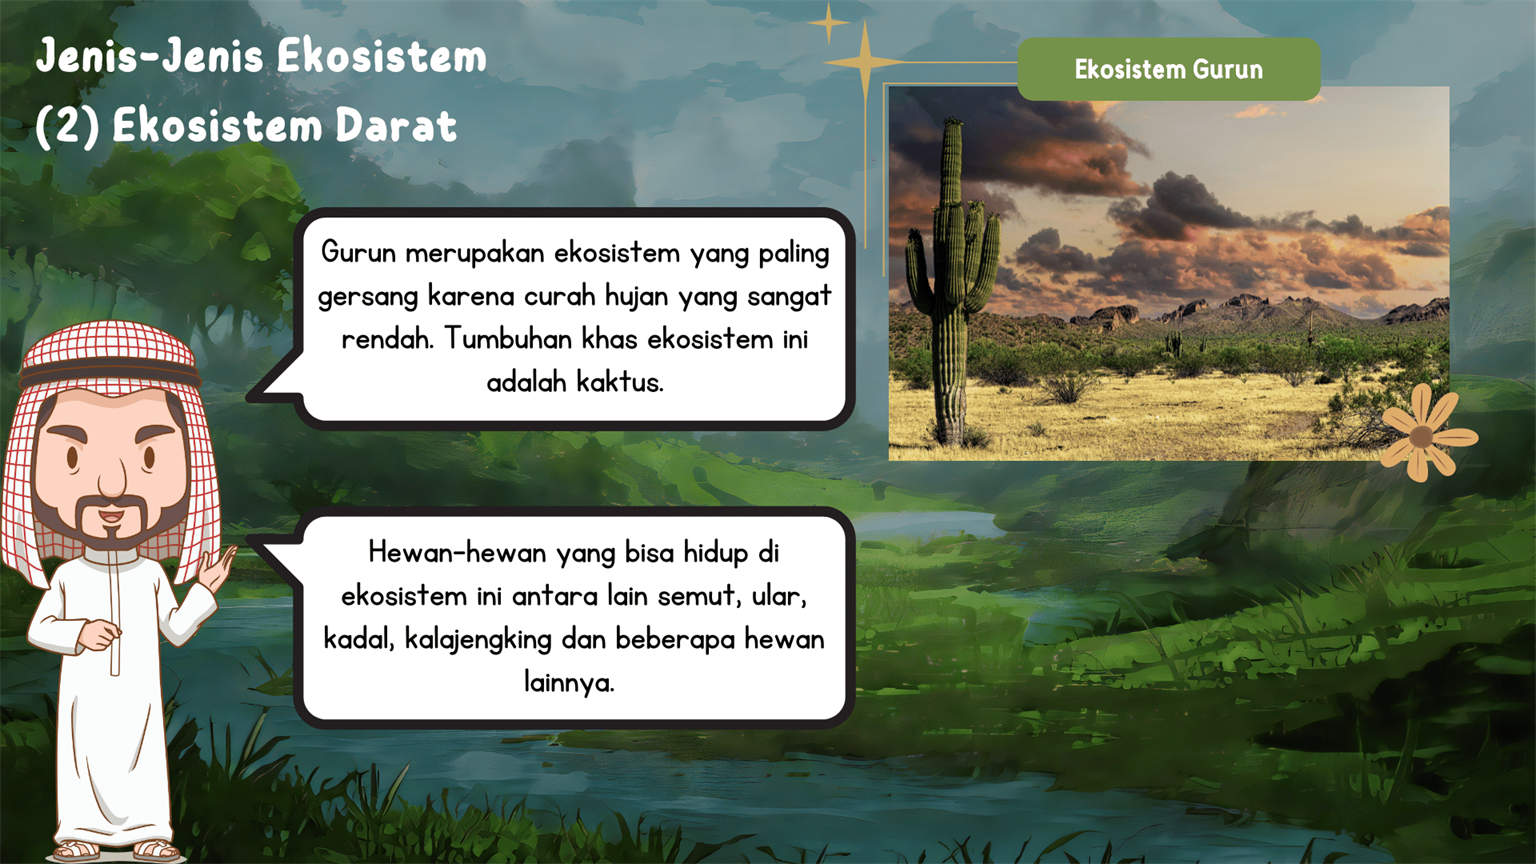 Jenis-Jenis Ekosistem
(2) Ekosistem Darat
Ekosistem Gurun
Gurun merupakan ekosistem yang paling
gersang karena curah hujan yang sangat
rendah. Tumbuhan khas ekosistem ini
adalah kaktus.
Hewan-hewan yang bisa hidup di
ekosistem ini antara lain semut, ular,
kadal, kalajengking dan beberapa hewan
lainnya.